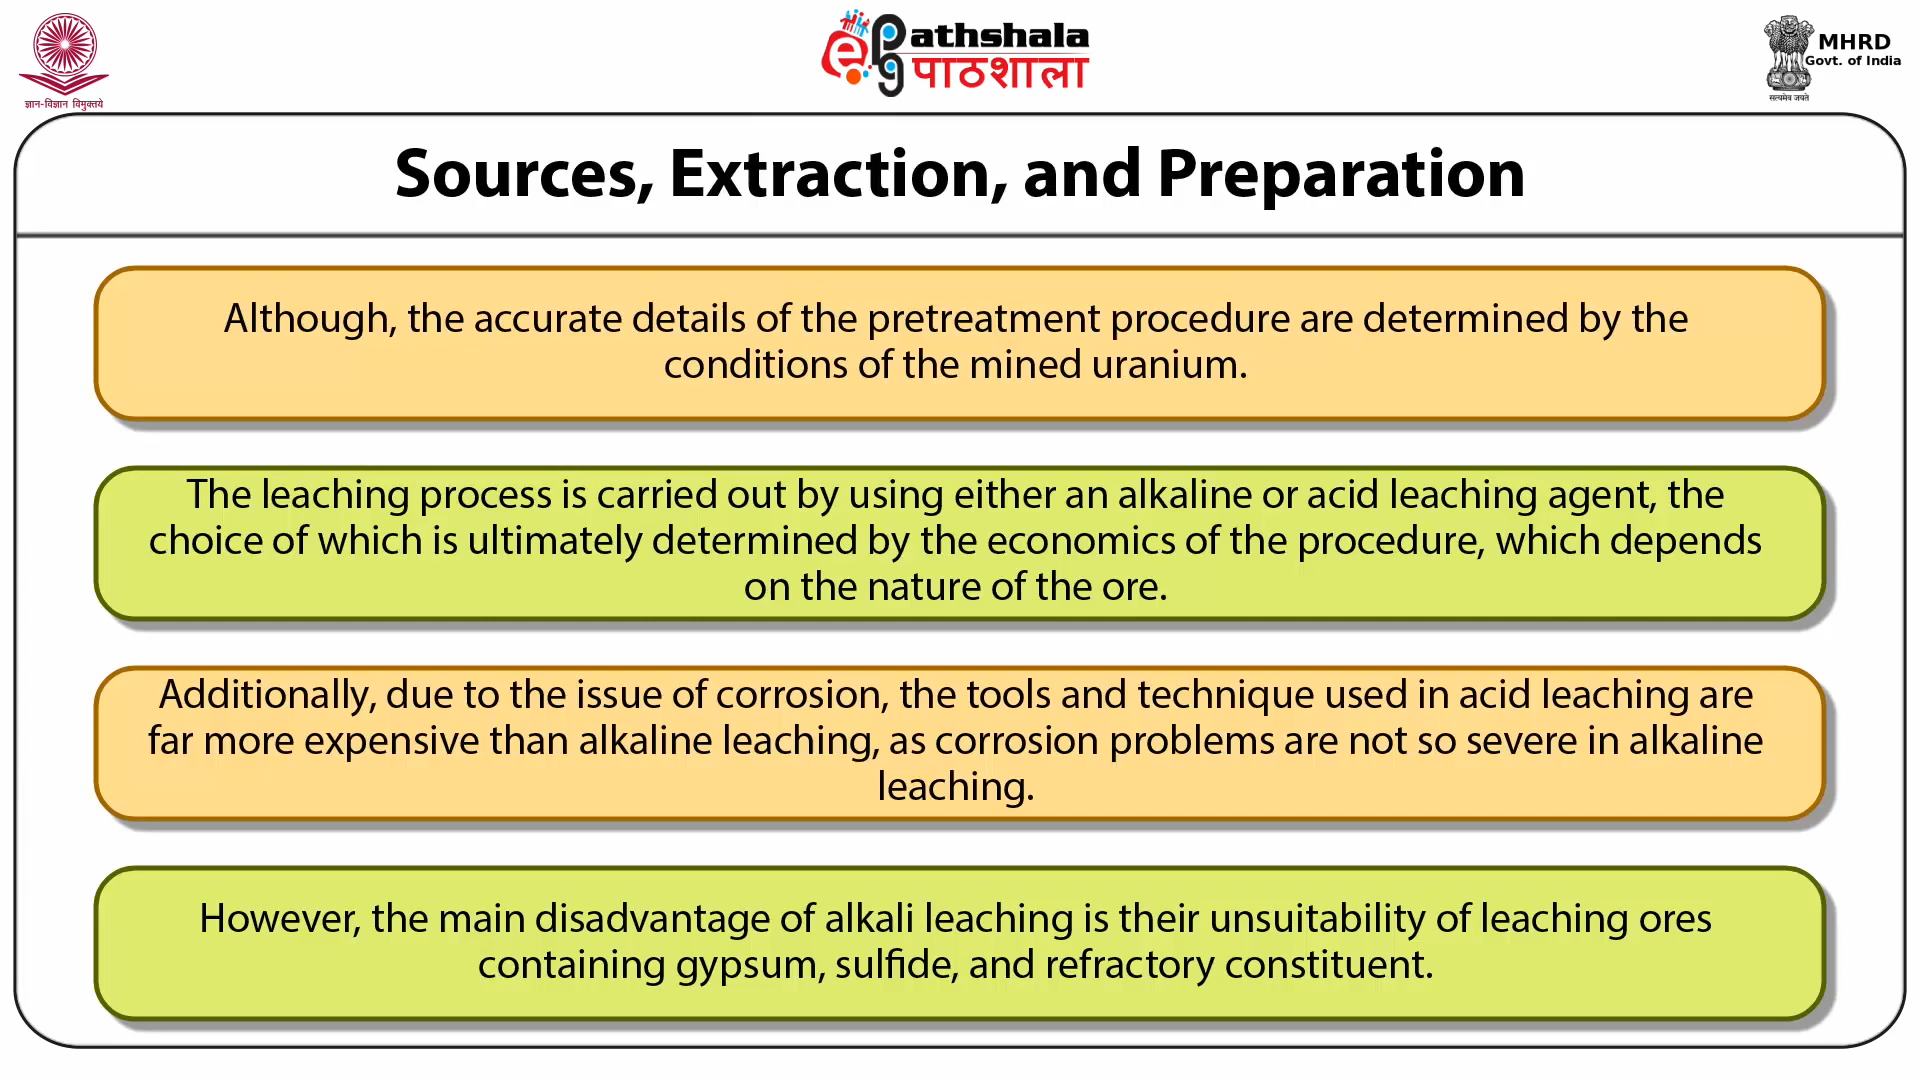 ज्ञान-विज्ञान विमुक्तये
ePathshala
पाठशाला
MHRD
Govt. of India
सत्यमेव जयते
Sources, Extraction, and Preparation
Although, the accurate details of the pretreatment procedure are determined by the
conditions of the mined uranium.
The leaching process is carried out by using either an alkaline or acid leaching agent, the
choice of which is ultimately determined by the economics of the procedure, which depends
on the nature of the ore.
Additionally, due to the issue of corrosion, the tools and technique used in acid leaching are
far more expensive than alkaline leaching, as corrosion problems are not so severe in alkaline
leaching.
However, the main disadvantage of alkali leaching is their unsuitability of leaching ores
containing gypsum, sulfide, and refractory constituent.